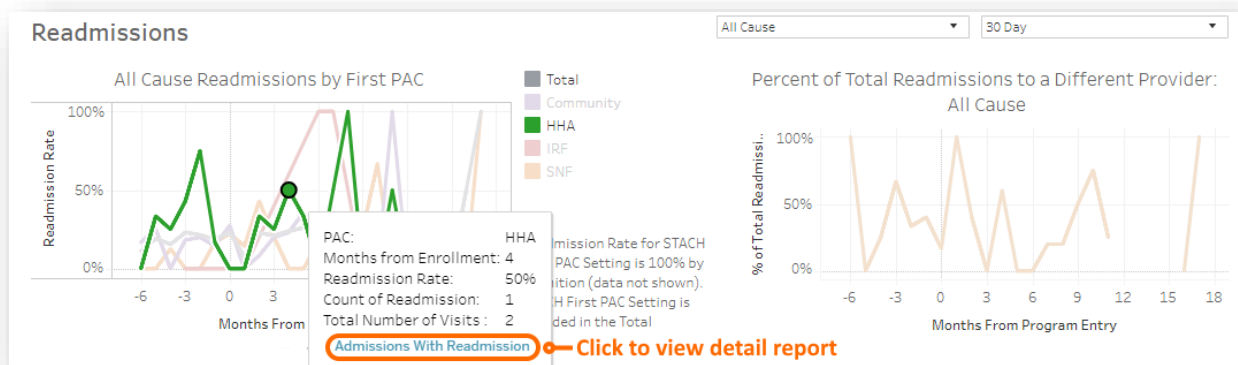 Readmissions
All Cause
30 Day
All Cause Readmissions by First PAC
Total
Community
HHA
IRF
SNF
Readmission Rate
100%
50%
0%
-6 -3 0 3
Months From
PAC: HHA
Months from Enrollment: 4
Readmission Rate: 50%
Count of Readmission: 1
Total Number of Visits : 2
Admissions With Readmission
Click to view detail report
mission Rate for STACH
PAC Setting is 100% by
ition (data not shown).
H First PAC Setting is
ded in the Total
Percent of Total Readmissions to a Different Provider:
All Cause
% of Total Readmissi..
100%
50%
0%
-6 -3 0 3 6 9 12 15 18
Months From Program Entry